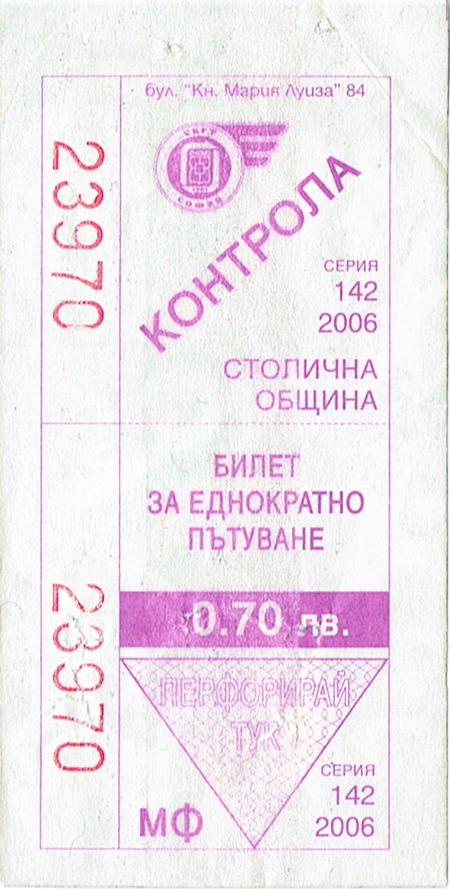 бул. "Кн. Мария Луиза" 84
СОФИЯ
КОНТРОЛА
23970
СЕРИЯ
142
2006
СТОЛИЧНА
ОБЩИНА
БИЛЕТ
ЗА ЕДНОКРАТНО
ПЪТУВАНЕ
0.70 лв.
23970
ПЕРФОРИРАЙ
ТУК
СЕРИЯ
142
2006
МФ